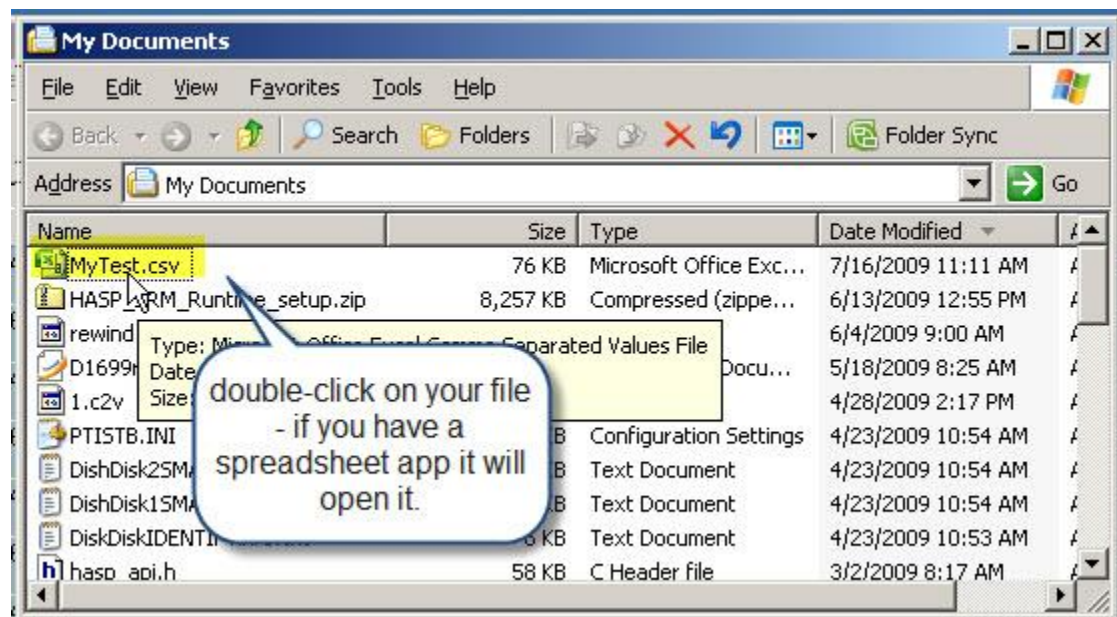 My Documents
File Edit View Favorites Tools Help
Back Search Folders Folder Sync
Address My Documents Go
Name Size Type Date Modified
MyTest.csv 76 KB Microsoft Office Exc... 7/16/2009 11:11 AM
HASP_SRM_Runtime_setup.zip 8,257 KB Compressed (zippe... 6/13/2009 12:55 PM
rewind 6/4/2009 9:00 AM
Type: Microsoft Office Excel Comma Separated Values File
Date
Size:
Docu... 5/18/2009 8:25 AM
1.c2v 4/28/2009 2:17 PM
PTISTB.INI KB Configuration Settings 4/23/2009 10:54 AM
Text Document 4/23/2009 10:54 AM
Text Document 4/23/2009 10:54 AM
KB Text Document 4/23/2009 10:53 AM
hasp_api.h 58 KB C Header file 3/2/2009 8:17 AM
double-click on your file
- if you have a
spreadsheet app it will
open it.